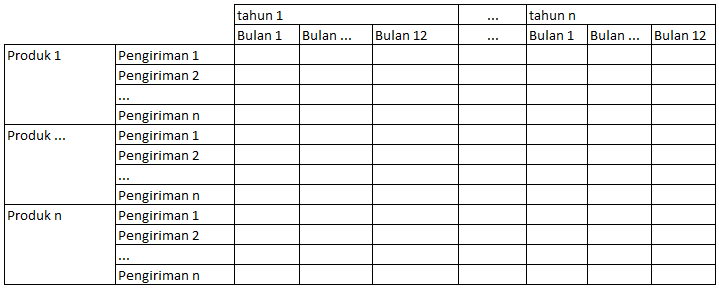 tahun 1 ... tahun n
Bulan 1 Bulan ... Bulan 12 ... Bulan 1 Bulan ... Bulan 12
Produk 1 Pengiriman 1
Pengiriman 2
...
Pengiriman n
Produk ... Pengiriman 1
Pengiriman 2
...
Pengiriman n
Produk n Pengiriman 1
Pengiriman 2
...
Pengiriman n